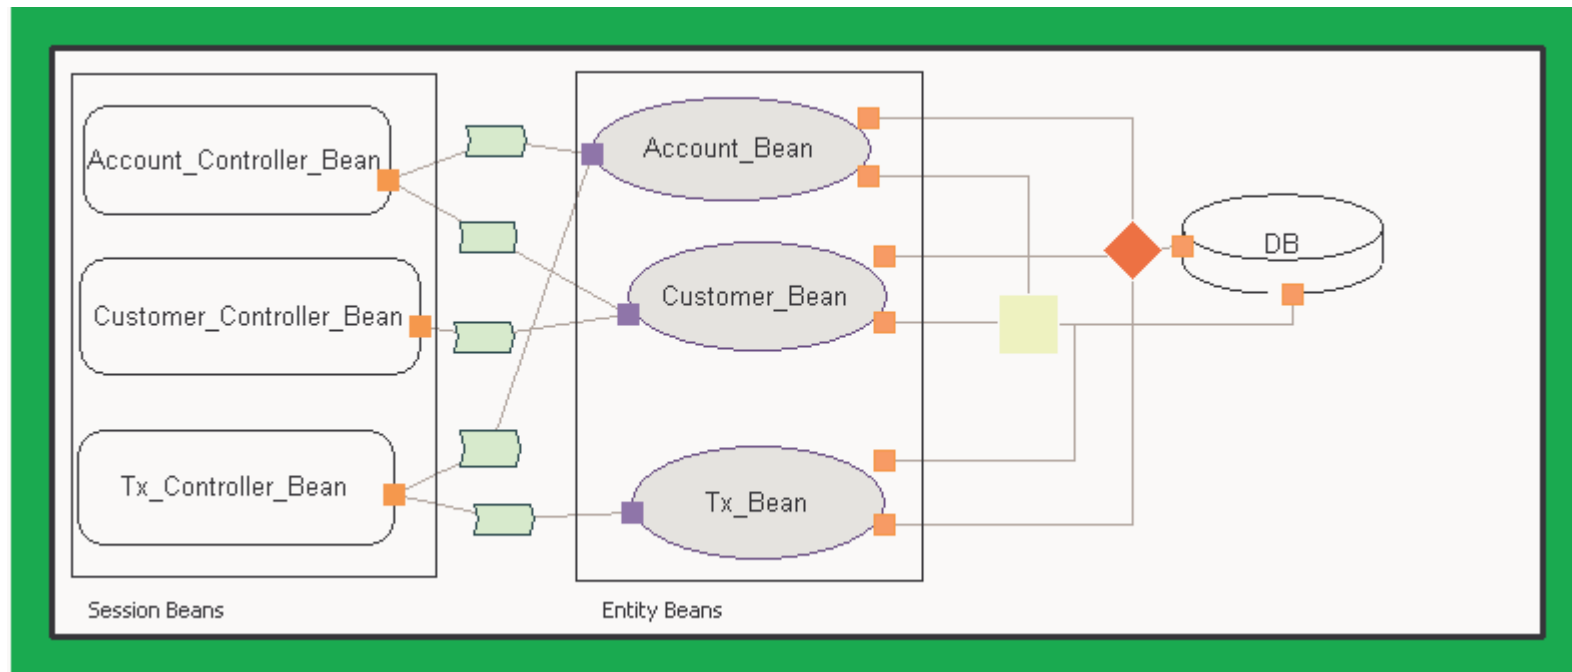 Account_Controller_Bean
Customer_Controller_Bean
Tx_Controller_Bean
Session Beans
Account_Bean
Customer_Bean
Tx_Bean
Entity Beans
DB